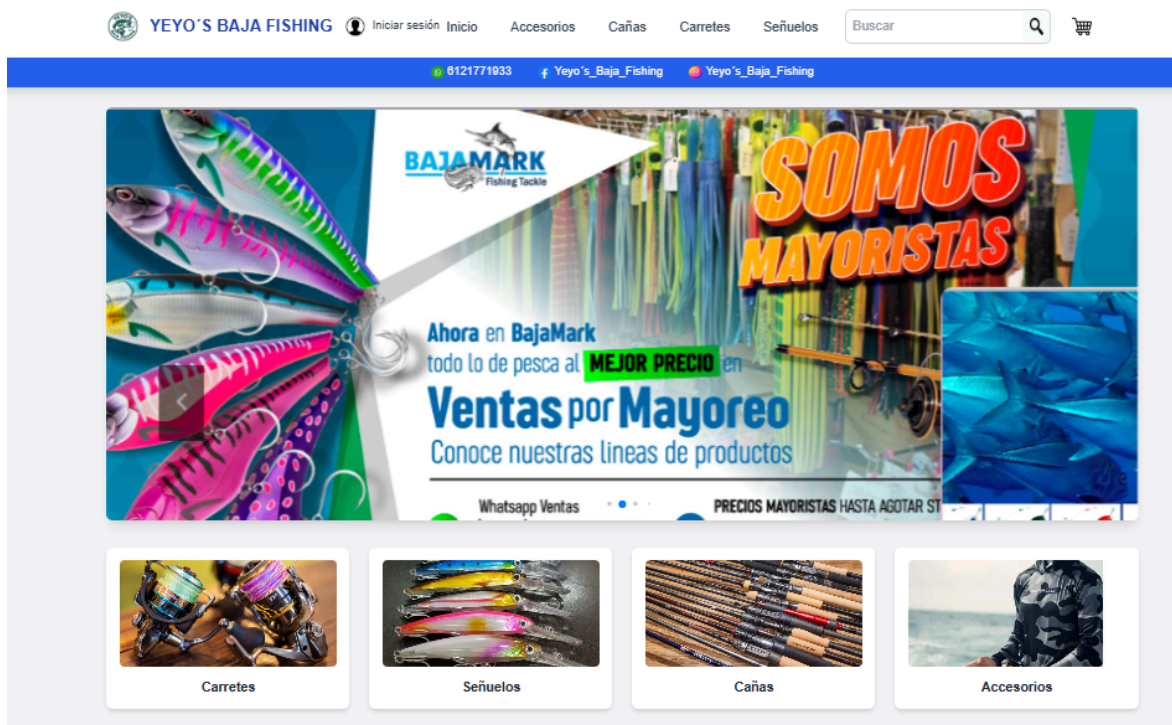 YEYO´S BAJA FISHING Iniciar sesión Inicio Accesorios Cañas Carretes Señuelos Buscar
6121771933 Yeyo´s_Baja_Fishing Yeyo´s_Baja_Fishing
BAJAMARK
Fishing Tackle
SOMOS
MAYORISTAS
Ahora en BajaMark
todo lo de pesca al MEJOR PRECIO en
Ventas por Mayoreo
Conoce nuestras lineas de productos
Whatsapp Ventas PRECIOS MAYORISTAS HASTA AGOTAR ST
Carretes Señuelos Cañas Accesorios